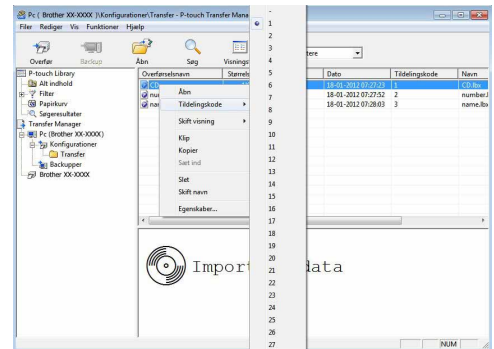 Pc ( Brother XX-XXXX )\Konfigurationer\Transfer - P-touch Transfer Mana
Filer Rediger Vis Funktioner Hjælp
Overfør Backup Åbn Søg Visningst
tere
P-touch Library
Alt indhold
Filter
Papirkurv
Søgeresultater
Transfer Manager
Pc (Brother XX-XXXX)
Konfigurationer
Transfer
Backupper
Brother XX-XXXX
Overførselsnavn Størrels Dato Tildelingskode Navn
CD 18-01-2012 07:27:23 1 CD.lbx
nu 18-01-2012 07:27:52 2 number.l
na 18-01-2012 07:28:03 3 name.lbx
Åbn
Tildelingskode
Skift visning
Klip
Kopier
Sæt ind
Slet
Skift navn
Egenskaber...
-
1
2
3
4
5
6
7
8
9
10
11
12
13
14
15
16
17
18
19
20
21
22
23
24
25
26
27
Import data
NUM